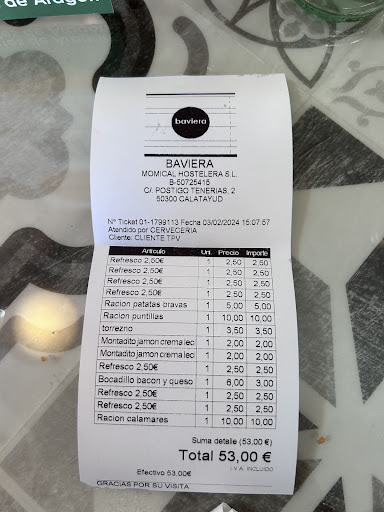 de Aragón
baviera
BAVIERA
MOMICAL HOSTELERA S.L.
B-50725415
C/. POSTIGO TENERIAS, 2
50300 CALATAYUD
Nº Ticket 01-1799113 Fecha 03/02/2024 15:07:57
Atendido por CERVECERIA
Cliente: CLIENTE TPV
Artículo Uni. Precio Importe
Refresco 2,50€ 1 2,50 2,50
Refresco 2,50€ 1 2,50 2,50
Refresco 2,50€ 1 2,50 2,50
Refresco 2,50€ 1 2,50 2,50
Racion patatas bravas 1 5,00 5,00
Racion puntillas 1 10,00 10,00
torrezno 1 3,50 3,50
Montadito jamon crema lec 1 2,00 2,00
Montadito jamon crema lec 1 2,00 2,00
Refresco 2,50€ 1 2,50 2,50
Bocadillo bacon y queso 1 6,00 3,00
Refresco 2,50€ 1 2,50 2,50
Refresco 2,50€ 1 2,50 2,50
Racion calamares 1 10,00 10,00
Suma detalle (53,00 €)
Total 53,00 €
I.V.A. INCLUIDO
Efectivo 53,00€
GRACIAS POR SU VISITA